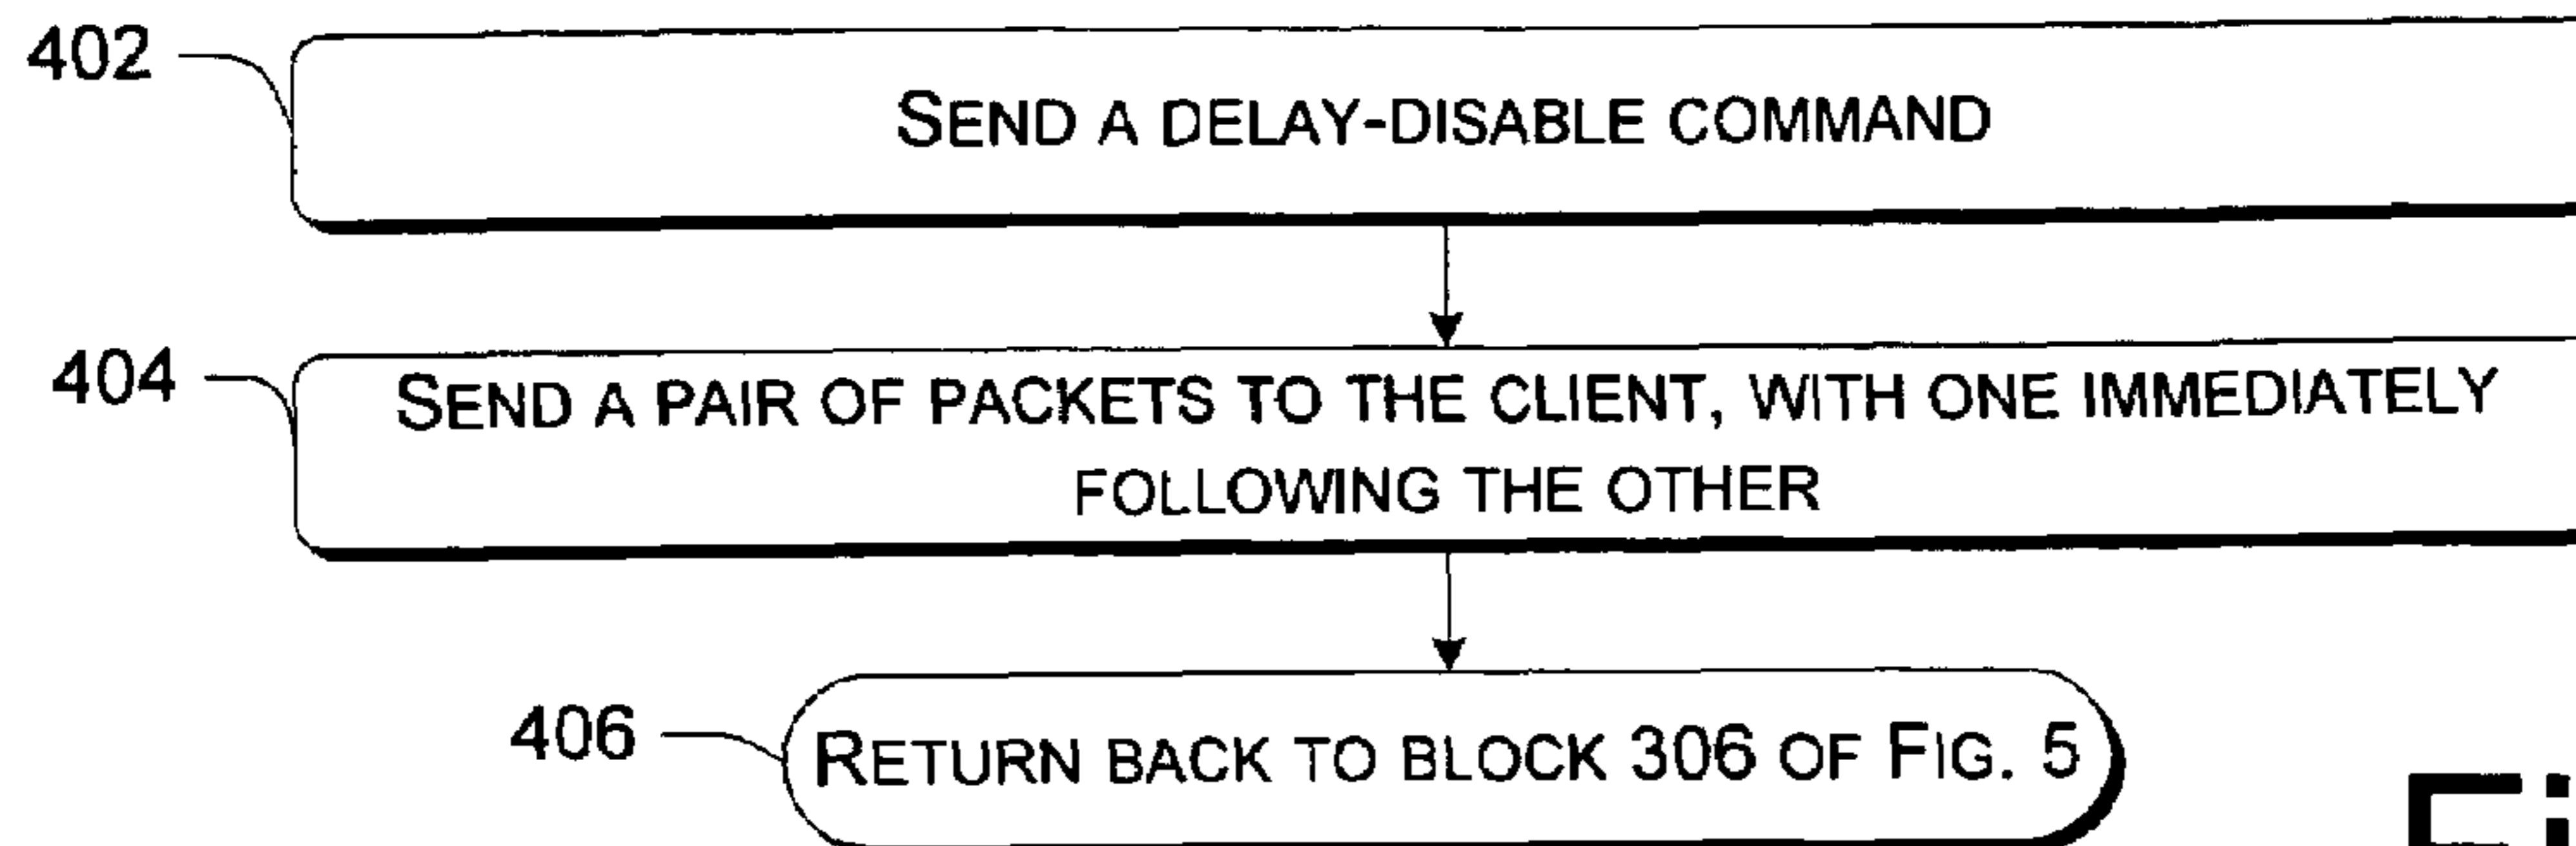 402
SEND A DELAY-DISABLE COMMAND
404
SEND A PAIR OF PACKETS TO THE CLIENT, WITH ONE IMMEDIATELY
FOLLOWING THE OTHER
406
RETURN BACK TO BLOCK 306 OF FIG. 5